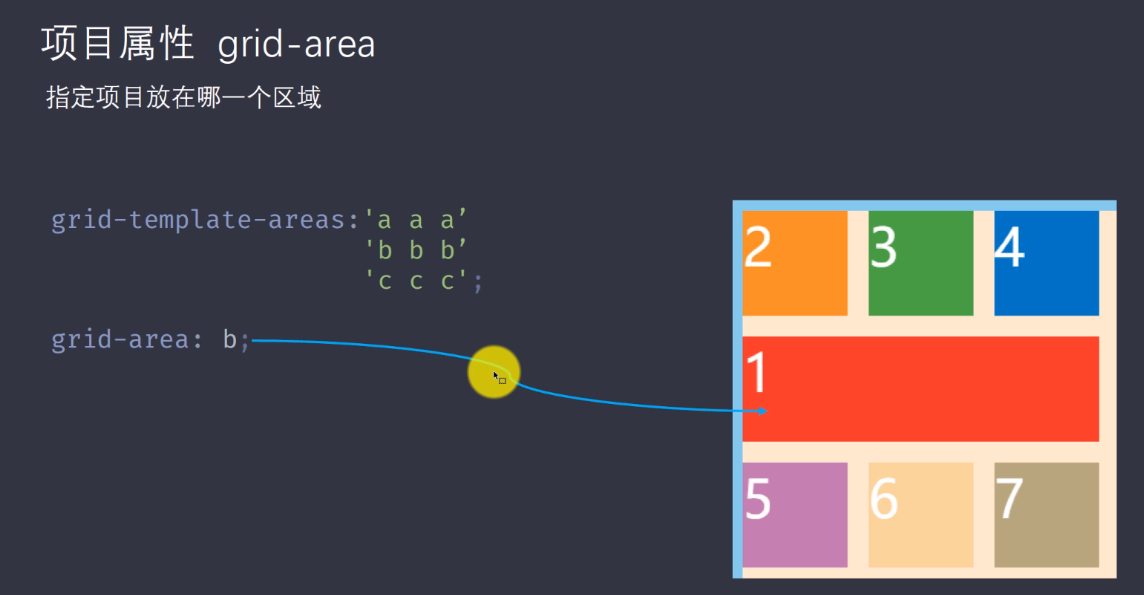 项目属性 grid-area
指定项目放在哪一个区域
grid-template-areas:'a a a’
'b b b’
'c c c';
grid-area: b;
2 3 4
1
5 6 7